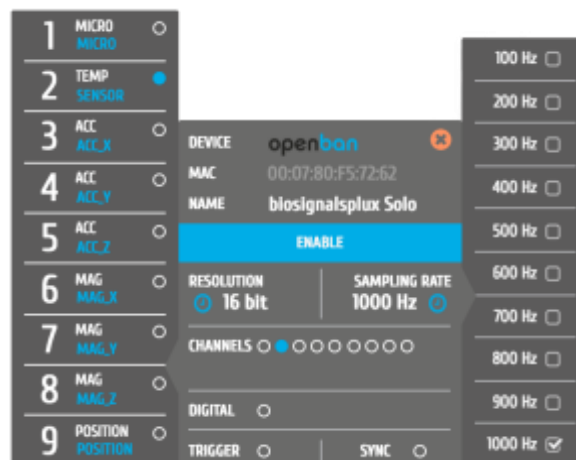 1 MICRO
MICRO
2 TEMP
SENSOR
3 ACC
ACC_X
4 ACC
ACC_Y
5 ACC
ACC_Z
6 MAG
MAG_X
7 MAG
MAG_Y
8 MAG
MAG_Z
9 POSITION
POSITION
DEVICE openban
MAC 00:07:80:F5:72:62
NAME biosignalsplux Solo
ENABLE
RESOLUTION SAMPLING RATE
16 bit 1000 Hz
CHANNELS
DIGITAL
TRIGGER SYNC
100 Hz
200 Hz
300 Hz
400 Hz
500 Hz
600 Hz
700 Hz
800 Hz
900 Hz
1000 Hz